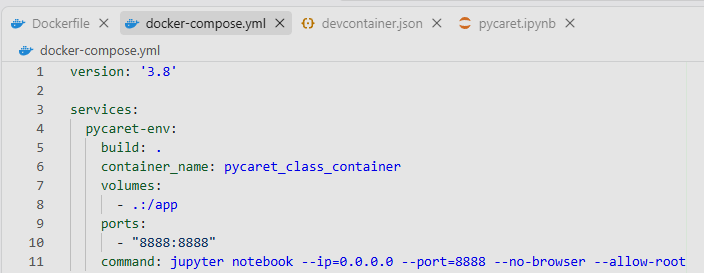 Dockerfile docker-compose.yml devcontainer.json pycaret.ipynb
docker-compose.yml
1 version: '3.8'
2
3 services:
4   pycaret-env:
5     build: .
6     container_name: pycaret_class_container
7     volumes:
8       - .:/app
9     ports:
10       - "8888:8888"
11     command: jupyter notebook --ip=0.0.0.0 --port=8888 --no-browser --allow-root